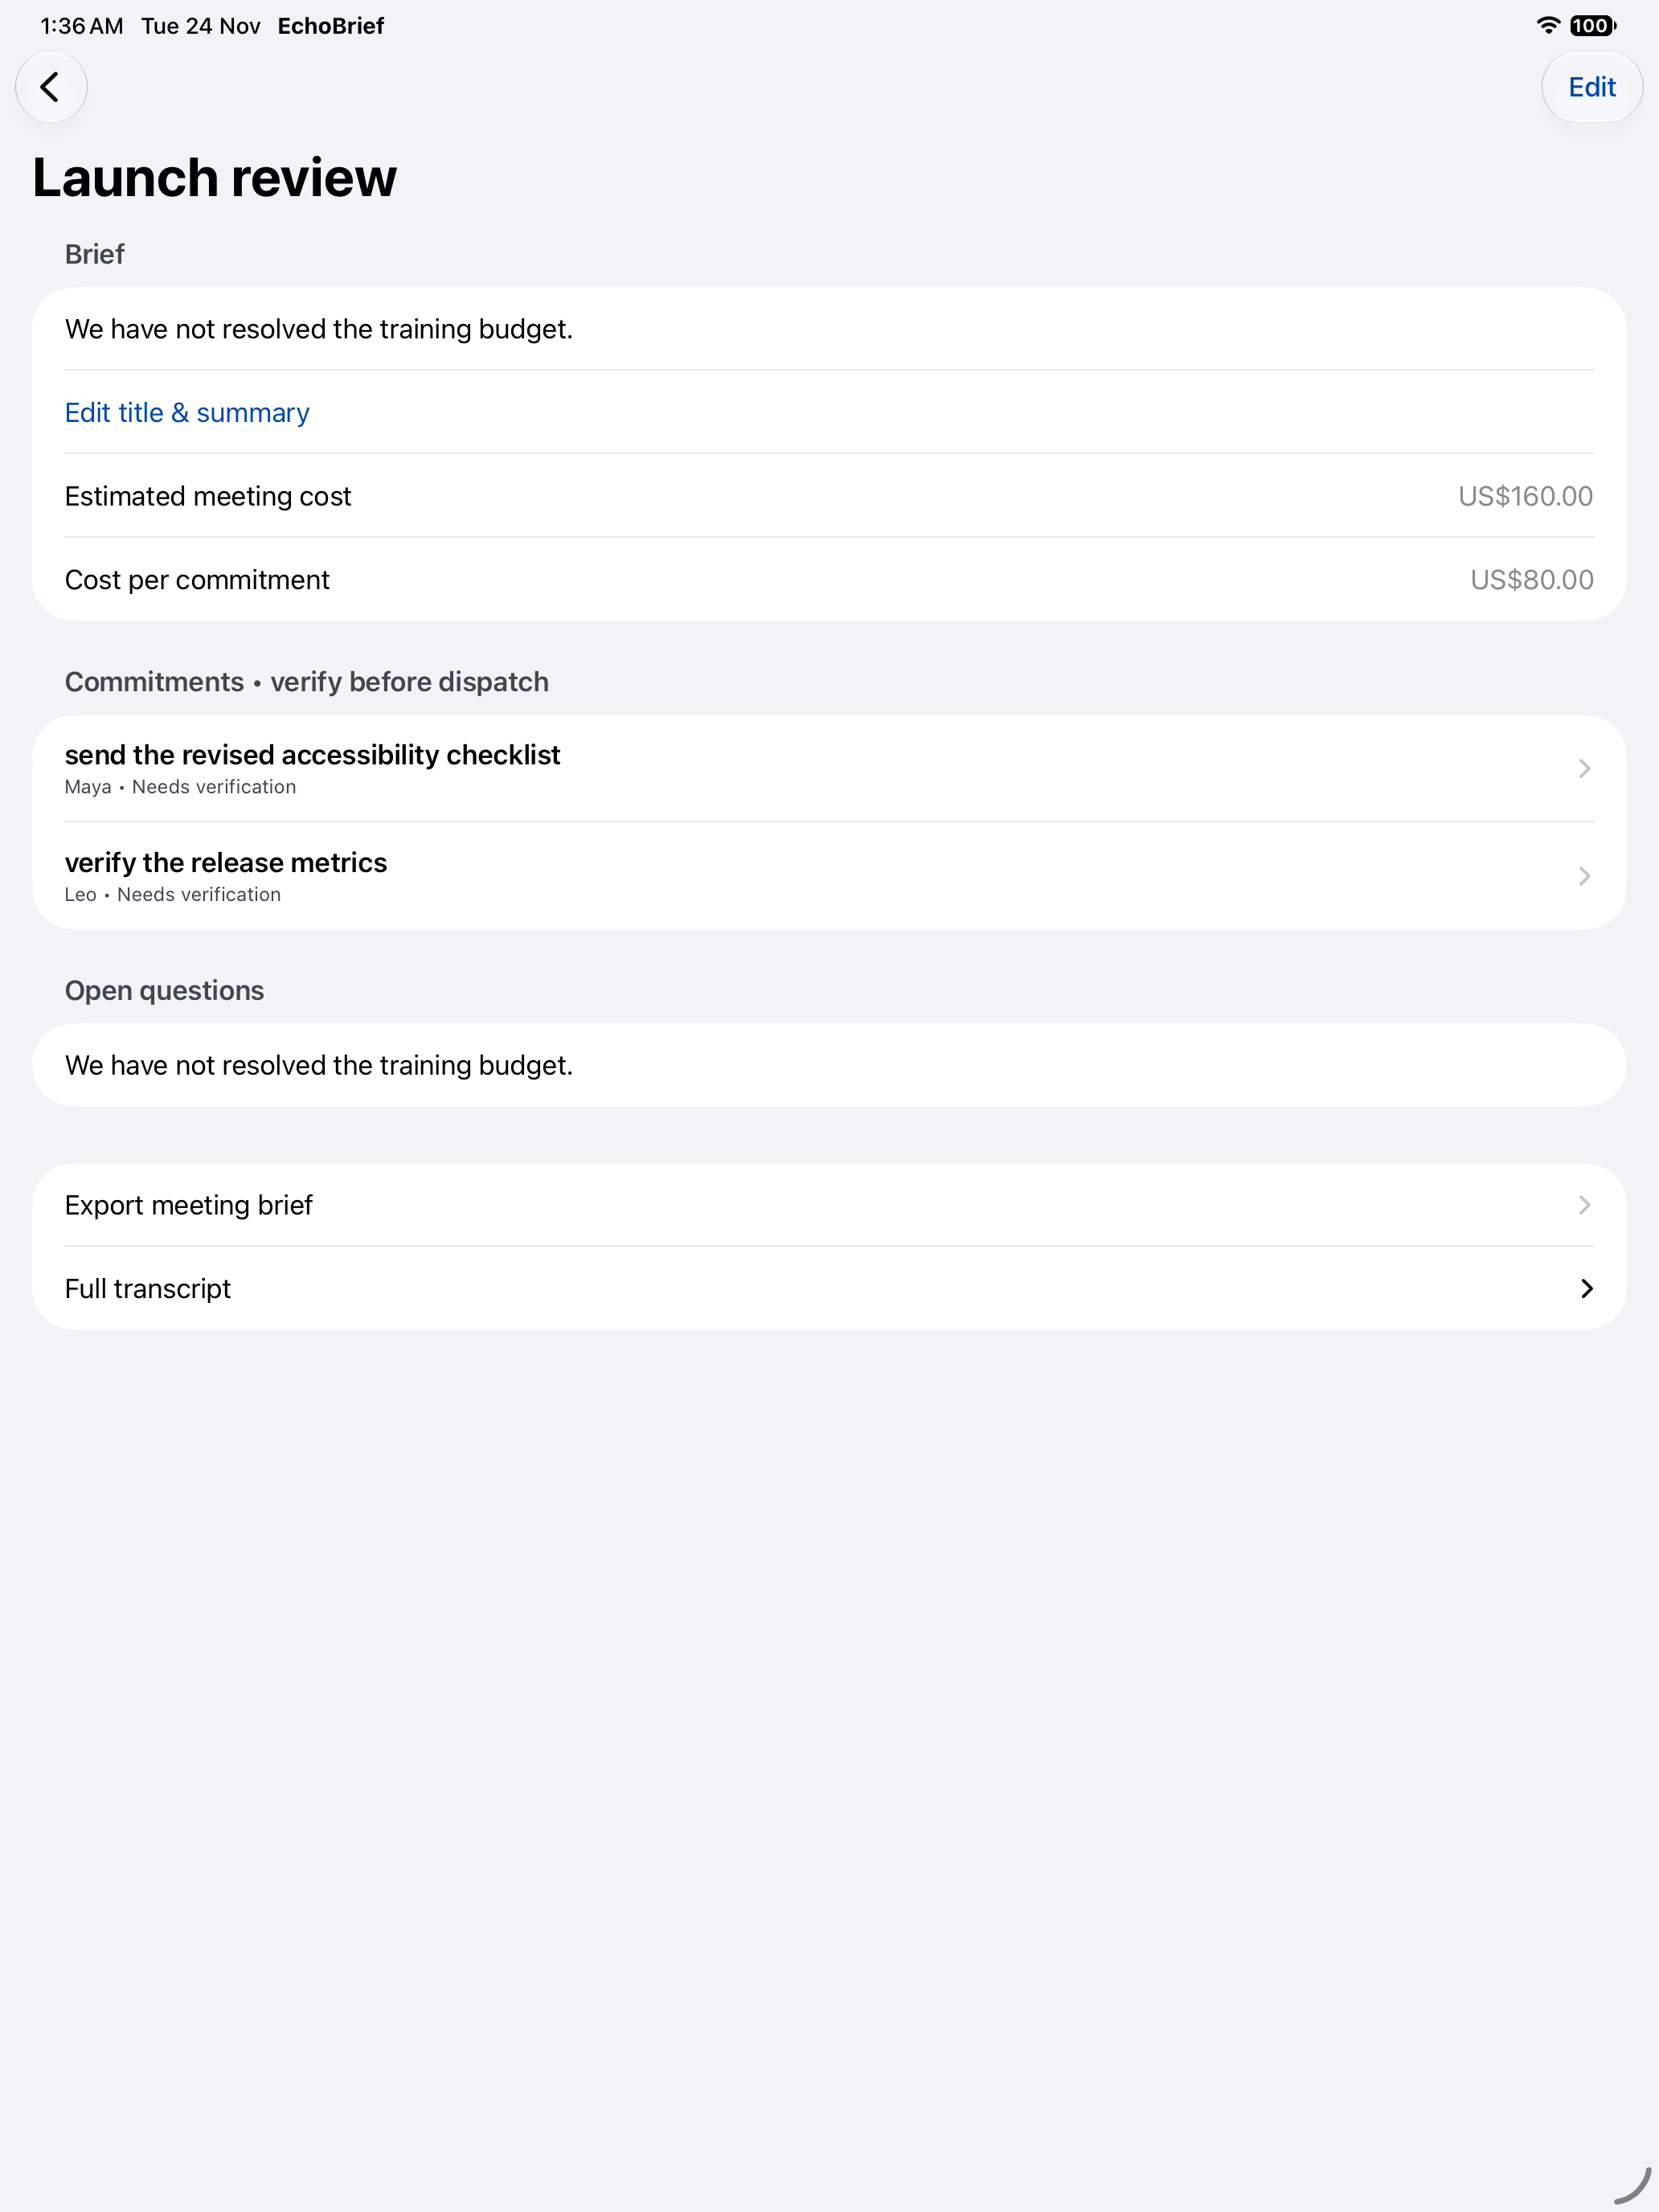 1:36 AM Tue 24 Nov EchoBrief 100
Edit
Launch review
Brief
We have not resolved the training budget.
Edit title & summary
Estimated meeting cost US$160.00
Cost per commitment US$80.00
Commitments • verify before dispatch
send the revised accessibility checklist
Maya • Needs verification
verify the release metrics
Leo • Needs verification
Open questions
We have not resolved the training budget.
Export meeting brief
Full transcript